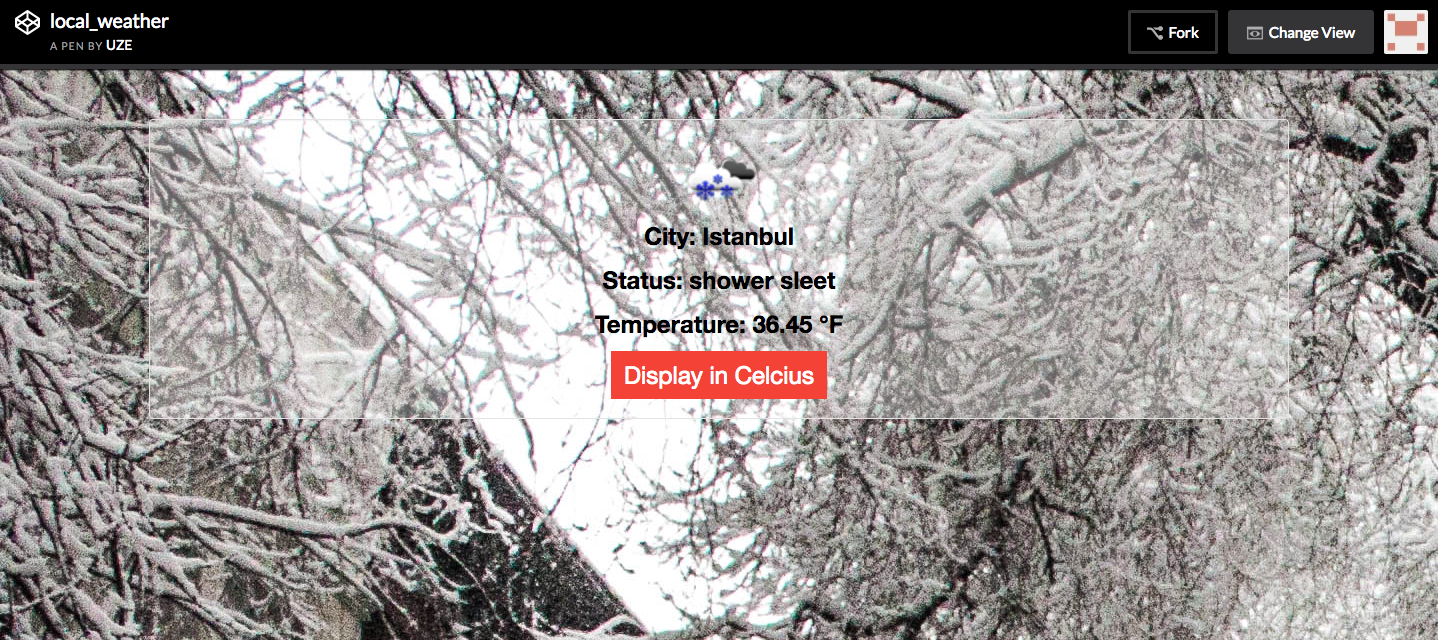 local_weather
A PEN BY UZE
Fork
Change View
City: Istanbul
Status: shower sleet
Temperature: 36.45 °F
Display in Celcius